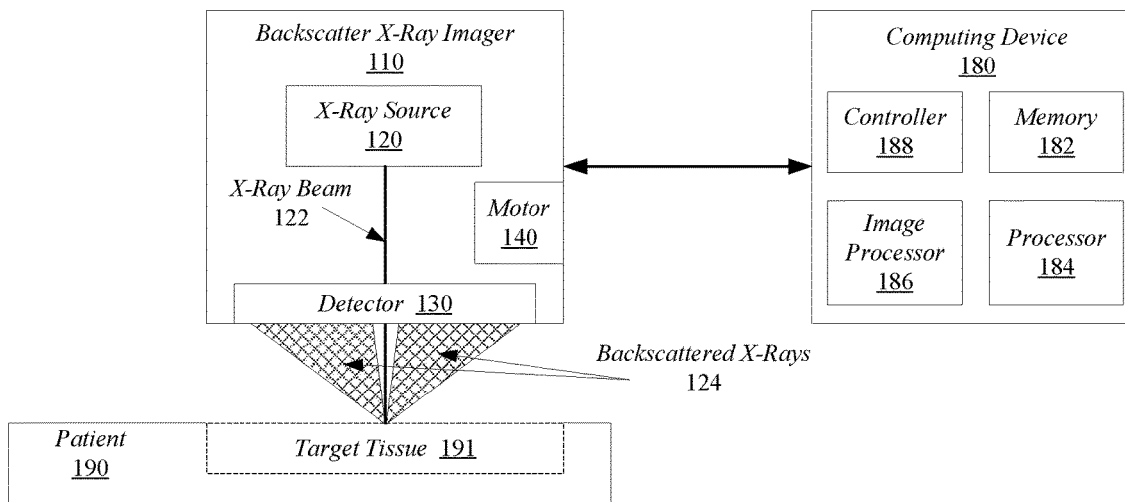 Backscatter X-Ray Imager
110
X-Ray Source
120
X-Ray Beam
122
Motor
140
Detector 130
Backscattered X-Rays
124
Patient
190
Target Tissue 191
Computing Device
180
Controller
188
Memory
182
Image
Processor
186
Processor
184